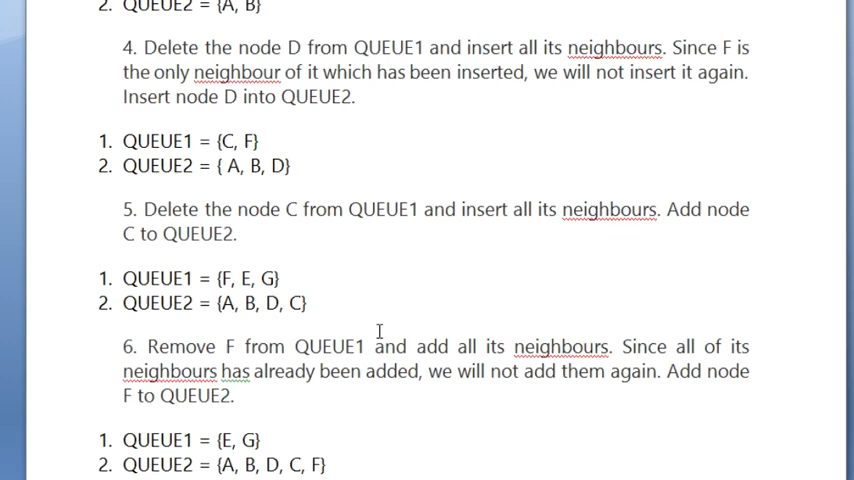 2. QUEUE2 = {A, B}
4. Delete the node D from QUEUE1 and insert all its neighbours. Since F is
the only neighbour of it which has been inserted, we will not insert it again.
Insert node D into QUEUE2.
1. QUEUE1 = {C, F}
2. QUEUE2 = { A, B, D}
5. Delete the node C from QUEUE1 and insert all its neighbours. Add node
C to QUEUE2.
1. QUEUE1 = {F, E, G}
2. QUEUE2 = {A, B, D, C}
6. Remove F from QUEUE1 and add all its neighbours. Since all of its
neighbours has already been added, we will not add them again. Add node
F to QUEUE2.
1. QUEUE1 = {E, G}
2. QUEUE2 = {A, B, D, C, F}